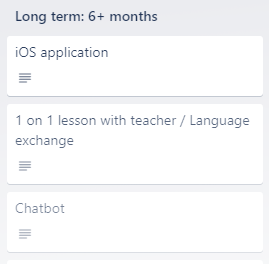 Long term: 6+ months
iOS application
1 on 1 lesson with teacher / Language
exchange
Chatbot